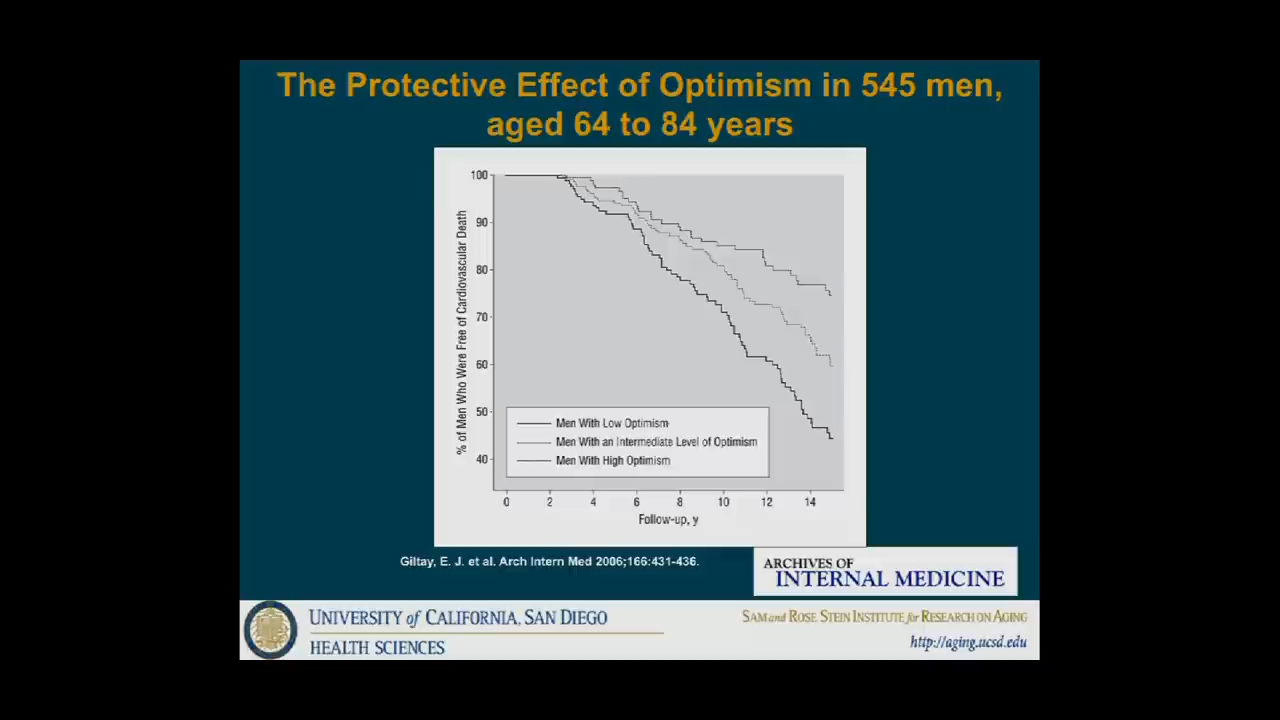 The Protective Effect of Optimism in 545 men,
aged 64 to 84 years
% of Men Who Were Free of Cardiovascular Death
100
90
80
70
60
50
40
Men With Low Optimism
Men With an Intermediate Level of Optimism
Men With High Optimism
0 2 4 6 8 10 12 14
Follow-up, y
Giltay, E. J. et al. Arch Intern Med 2006;166:431-436.
ARCHIVES OF
INTERNAL MEDICINE
UNIVERSITY of CALIFORNIA, SAN DIEGO
HEALTH SCIENCES
SAM and ROSE STEIN INSTITUTE for RESEARCH ON AGING
http://aging.ucsd.edu